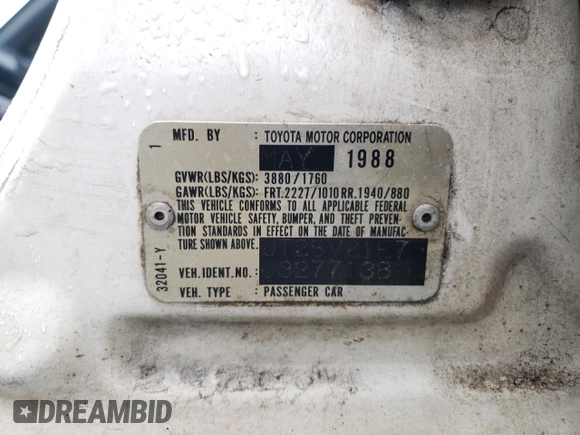 MFD. BY : TOYOTA MOTOR CORPORATION
MAY 1988
GVWR(LBS/KGS): 3880/1760
GAWR(LBS/KGS): FRT.2227/1010 RR.1940/880
THIS VEHICLE CONFORMS TO ALL APPLICABLE FEDERAL
MOTOR VEHICLE SAFETY, BUMPER, AND THEFT PREVEN-
TION STANDARDS IN EFFECT ON THE DATE OF MANUFAC-
TURE SHOWN ABOVE.
VEH.IDENT.NO.:
VEH. TYPE : PASSENGER CAR
1
32041-Y
DREAMBID